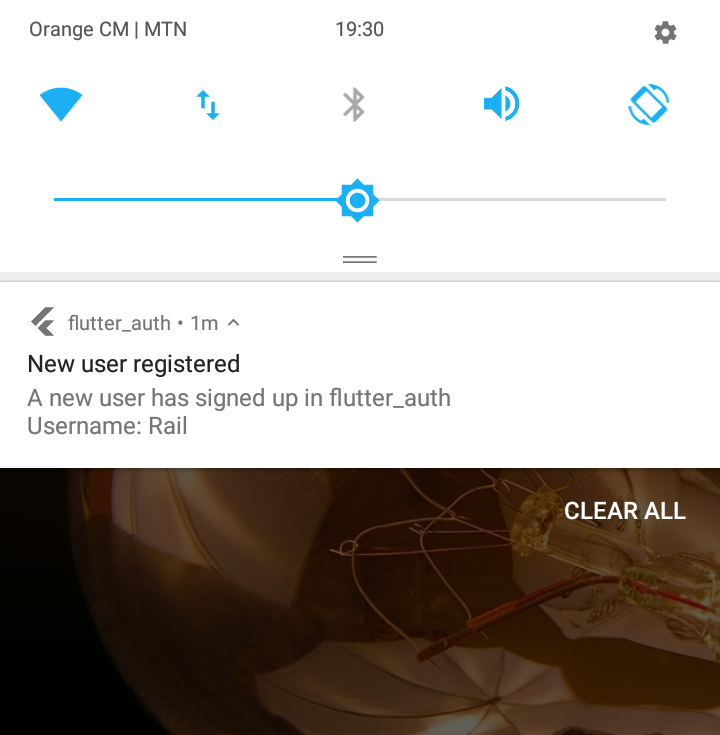 Orange CM | MTN 19:30
flutter_auth • 1m
New user registered
A new user has signed up in flutter_auth
Username: Rail
CLEAR ALL